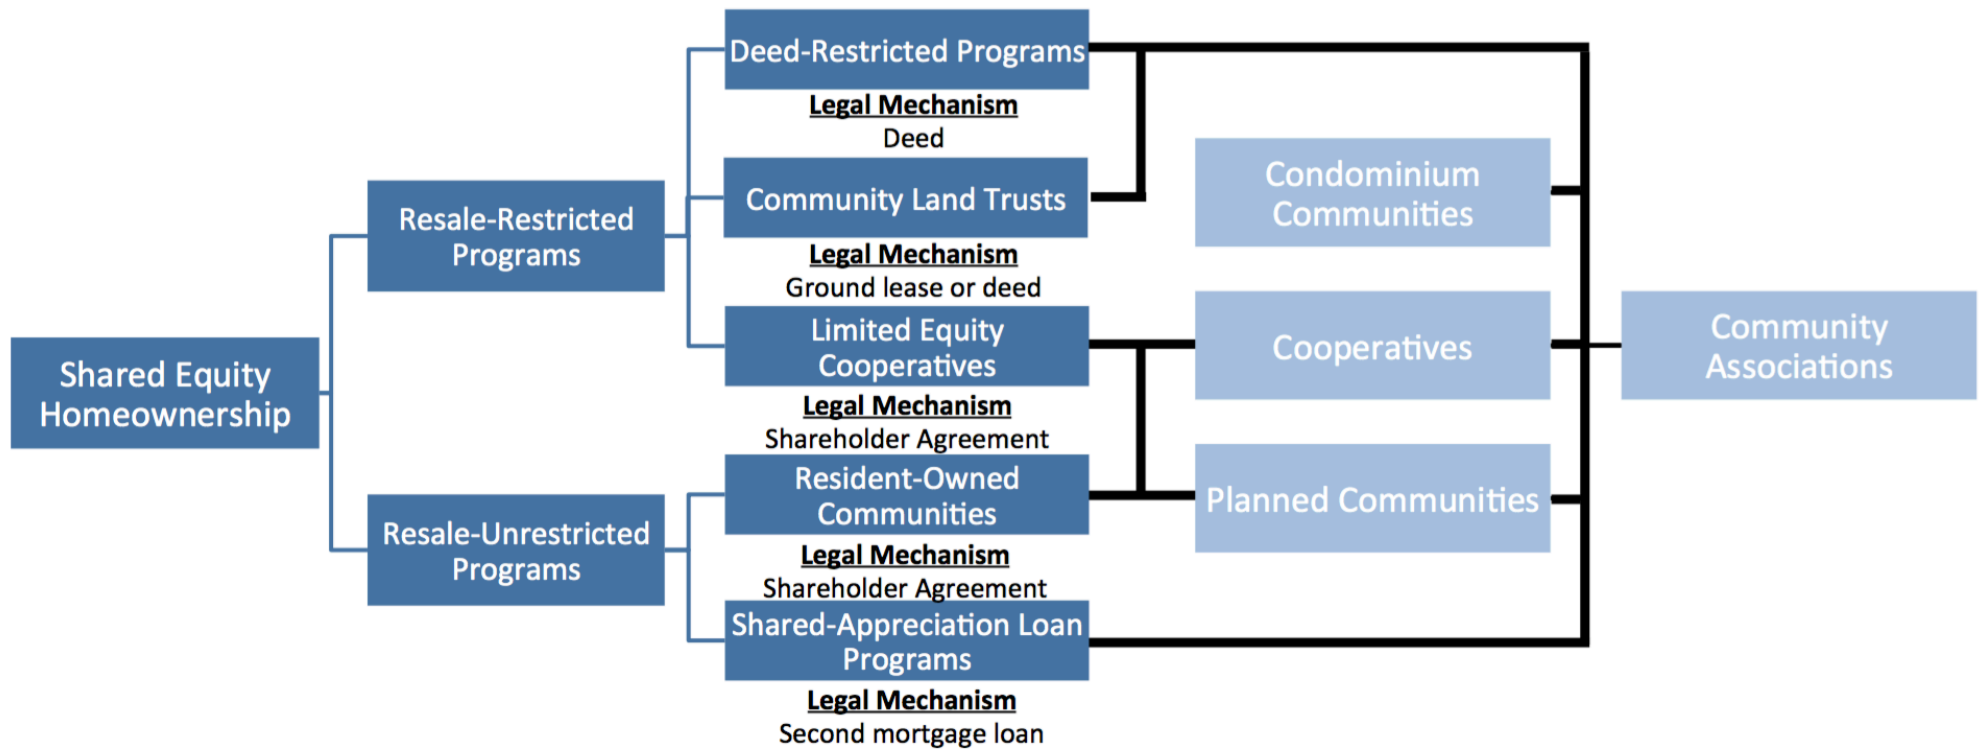 Shared Equity
Homeownership
Resale-Restricted
Programs
Resale-Unrestricted
Programs
Deed-Restricted Programs
Legal Mechanism
Deed
Community Land Trusts
Legal Mechanism
Ground lease or deed
Limited Equity
Cooperatives
Legal Mechanism
Shareholder Agreement
Resident-Owned
Communities
Legal Mechanism
Shareholder Agreement
Shared-Appreciation Loan
Programs
Legal Mechanism
Second mortgage loan
Condominium
Communities
Cooperatives
Planned Communities
Community
Associations